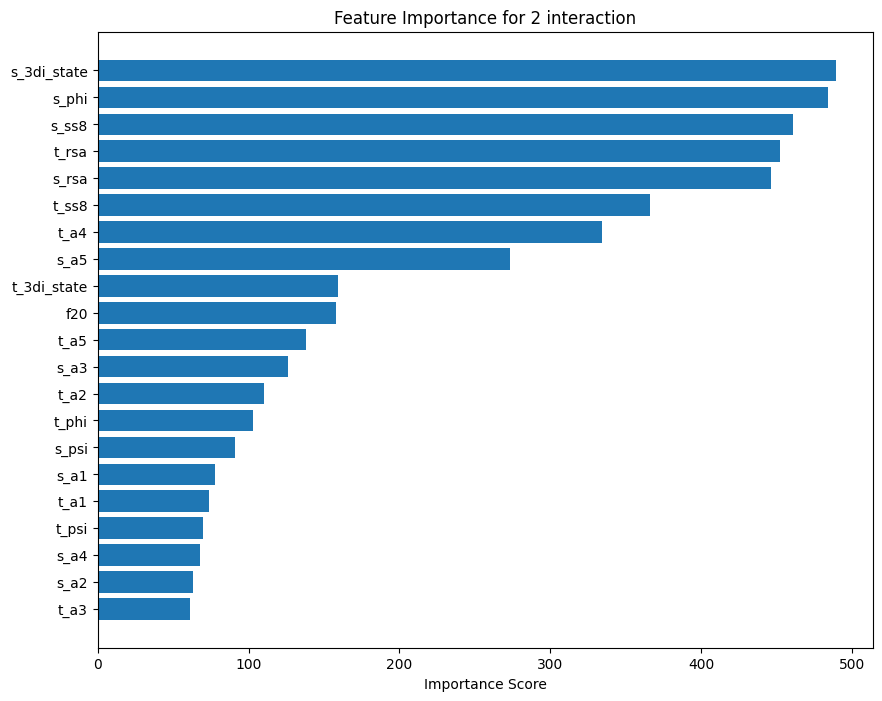 Feature Importance for 2 interaction
s_3di_state
s_phi
s_ss8
t_rsa
s_rsa
t_ss8
t_a4
s_a5
t_3di_state
f20
t_a5
s_a3
t_a2
t_phi
s_psi
s_a1
t_a1
t_psi
s_a4
s_a2
t_a3
0 100 200 300 400 500
Importance Score